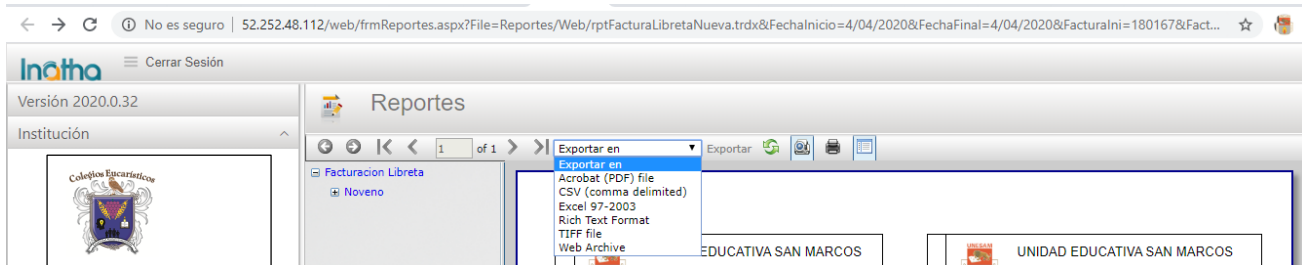 No es seguro | 52.252.48.112/web/frmReportes.aspx?File=Reportes/Web/rptFacturaLibretaNueva.trdx&FechaInicio=4/04/2020&FechaFinal=4/04/2020&FacturaIni=180167&Fact...
Inatha
Cerrar Sesión
Versión 2020.0.32
Reportes
Institución
1 of 1
Exportar en
Exportar
Facturacion Libreta
Noveno
Exportar en
Acrobat (PDF) file
CSV (comma delimited)
Excel 97-2003
Rich Text Format
TIFF file
Web Archive
Colegios Eucarísticos
EDUCATIVA SAN MARCOS
UNIDAD EDUCATIVA SAN MARCOS